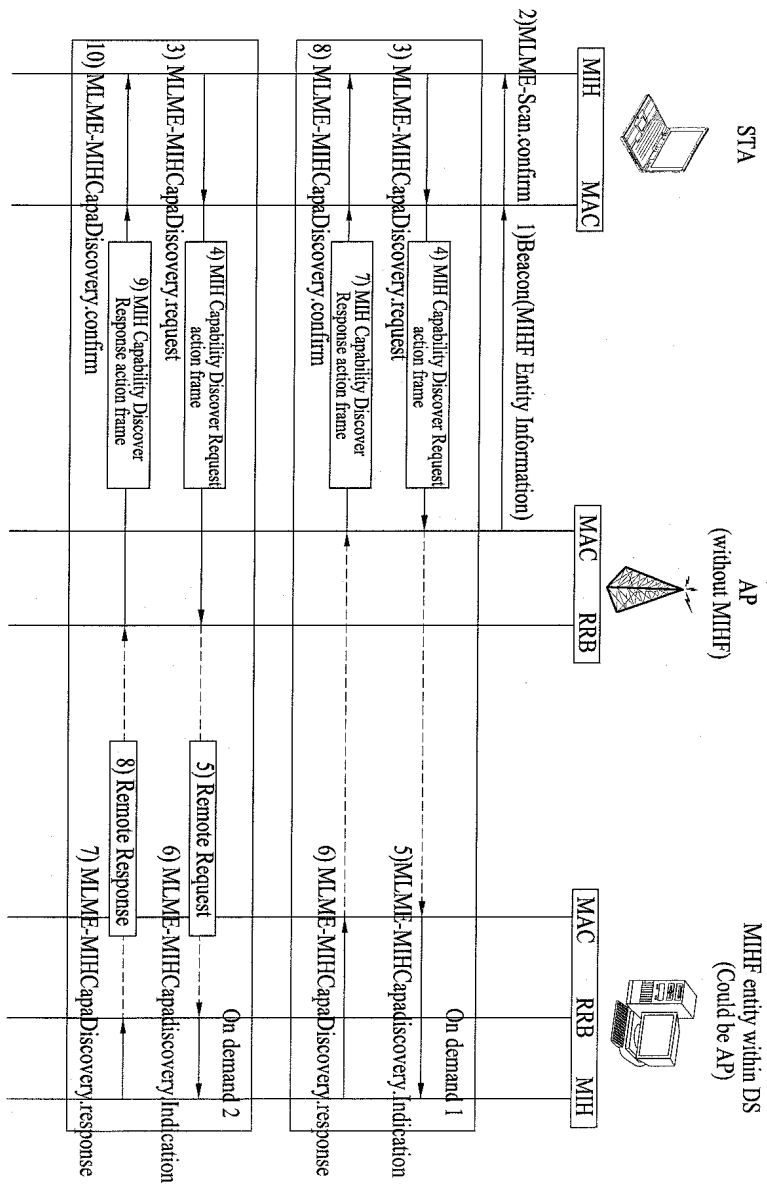 STA
AP
(without MIHF)
MIHF entity within DS
(Could be AP)
MIH
MAC
MAC
RRB
MAC
RRB
MIH
1)Beacon(MIHF Entity Information)
2)MLME-Scan.confirm
On demand 1
3) MLME-MIHCapaDiscovery.request
4) MIH Capability Discover Request
action frame
5)MLME-MIHCapadiscovery.Indication
6) MLME-MIHCapaDiscovery.response
7) MIH Capability Discover
Response action frame
8) MLME-MIHCapaDiscovery.confirm
On demand 2
3) MLME-MIHCapaDiscovery.request
4) MIH Capability Discover Request
action frame
5) Remote Request
6) MLME-MIHCapadiscovery.Indication
7) MLME-MIHCapaDiscovery.response
8) Remote Response
9) MIH Capability Discover
Response action frame
10) MLME-MIHCapaDiscovery.confirm